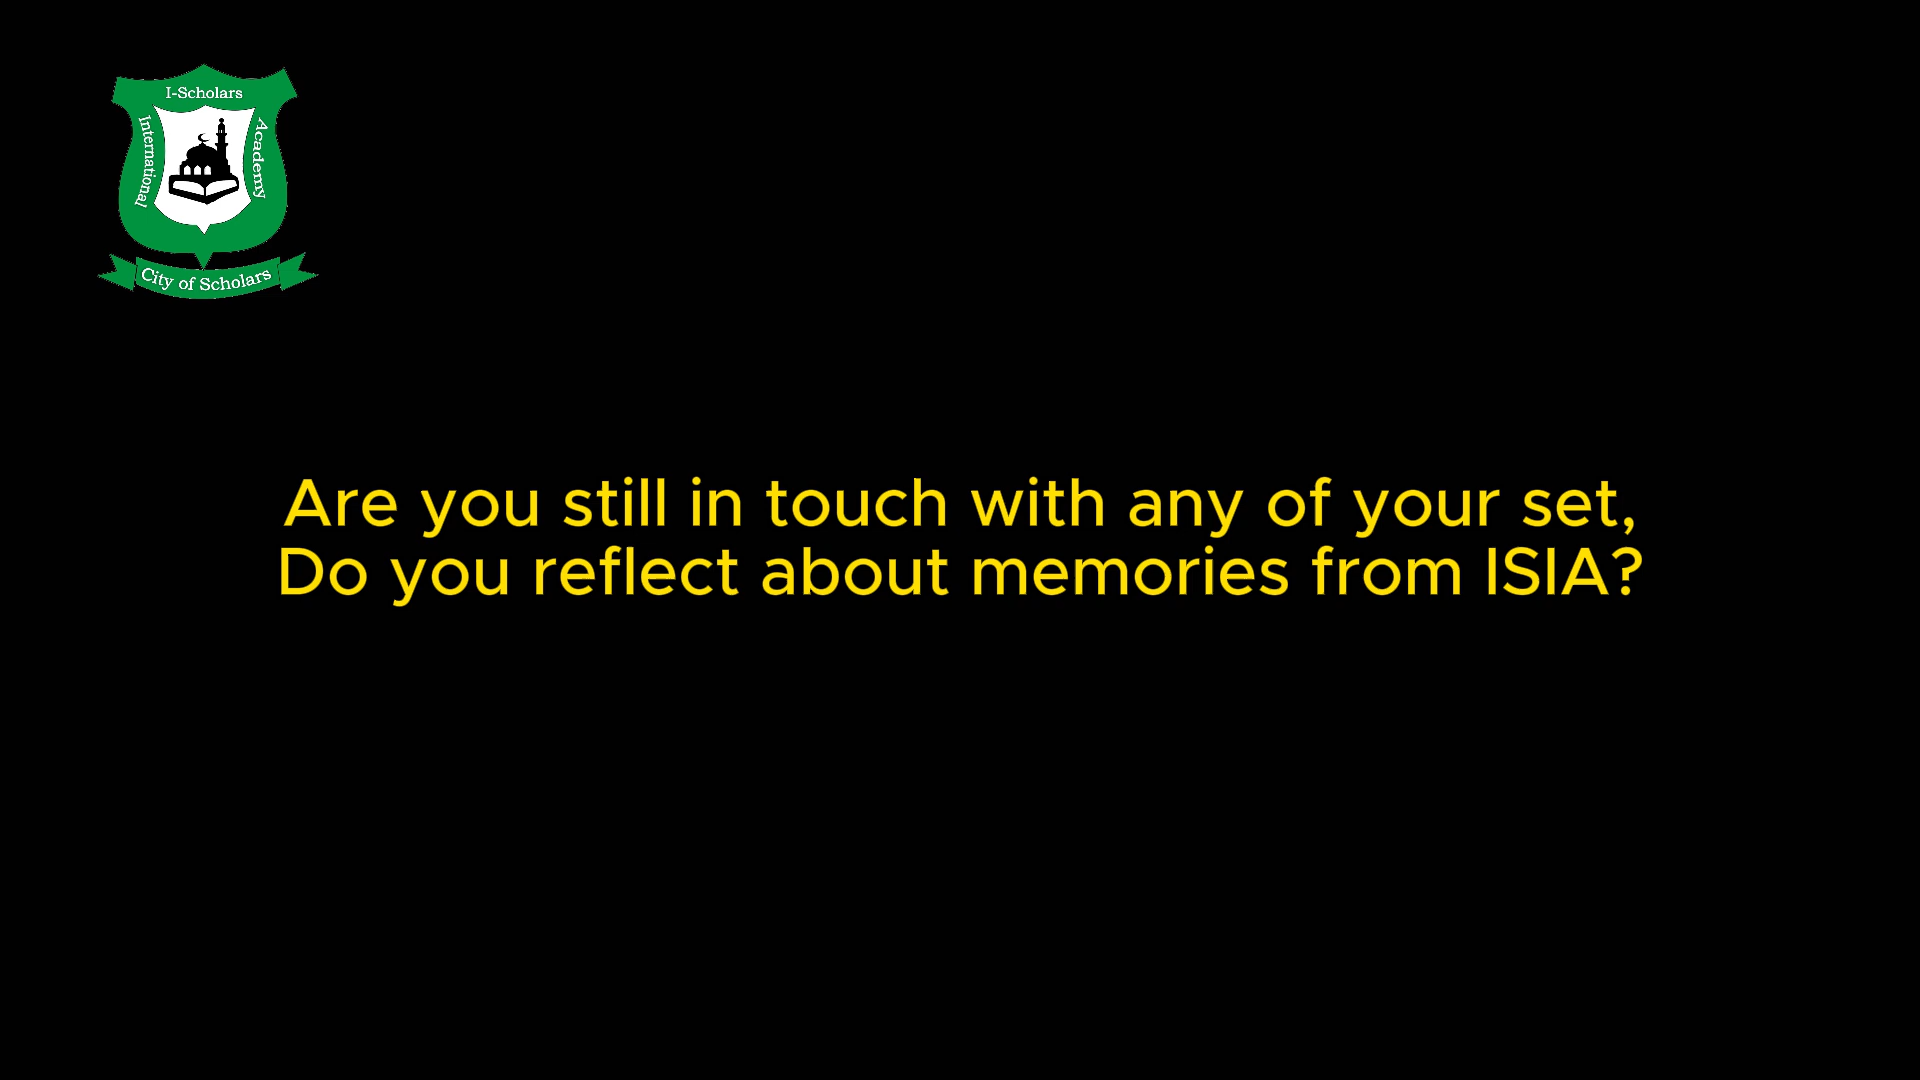 I-Scholars
International
Academy
City of Scholars
Are you still in touch with any of your set,
Do you reflect about memories from ISIA?